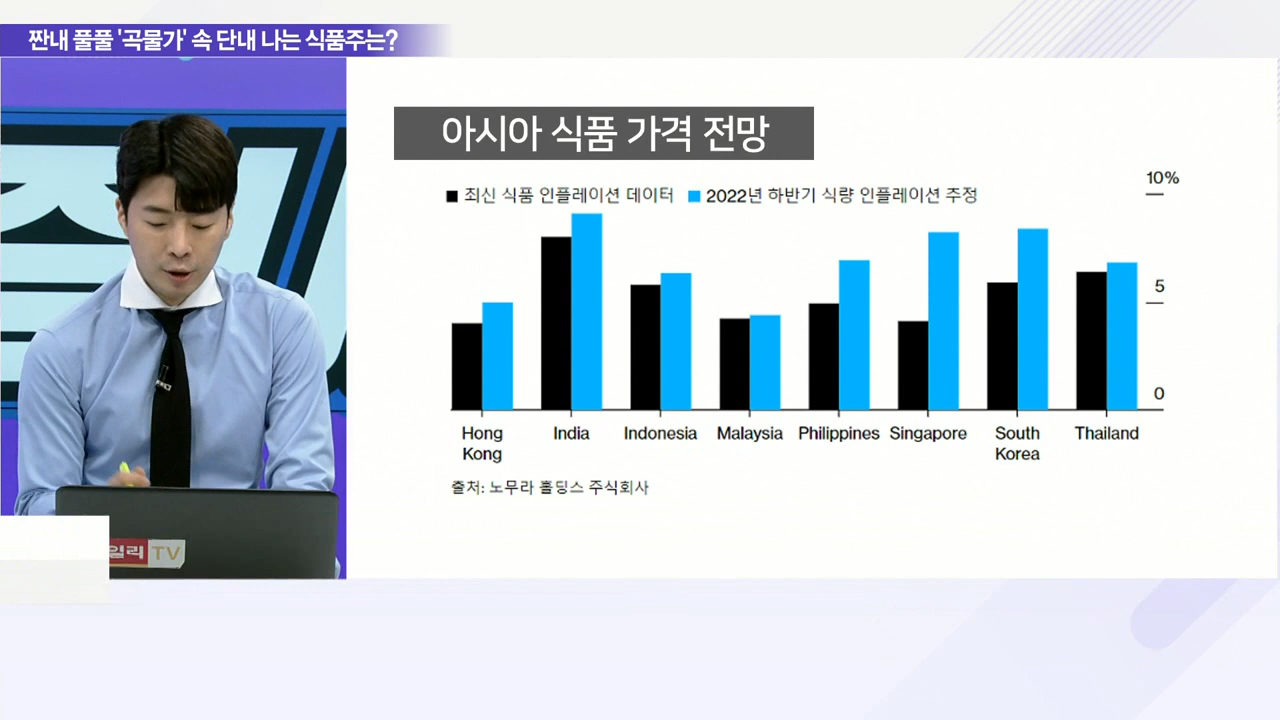 짠내 풀풀 '곡물가' 속 단내 나는 식품주는?
아시아 식품 가격 전망
최신 식품 인플레이션 데이터 2022년 하반기 식량 인플레이션 추정
10%
5
0
Hong Kong
India
Indonesia
Malaysia
Philippines
Singapore
South Korea
Thailand
출처: 노무라 홀딩스 주식회사
일리 TV